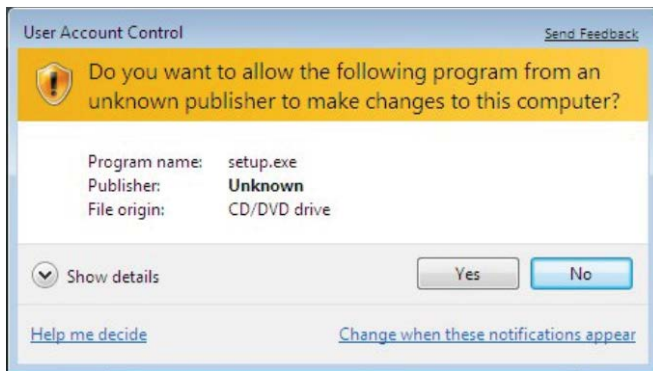 User Account Control
Send Feedback
Do you want to allow the following program from an
unknown publisher to make changes to this computer?
Program name: setup.exe
Publisher: Unknown
File origin: CD/DVD drive
Show details
Yes
No
Help me decide
Change when these notifications appear